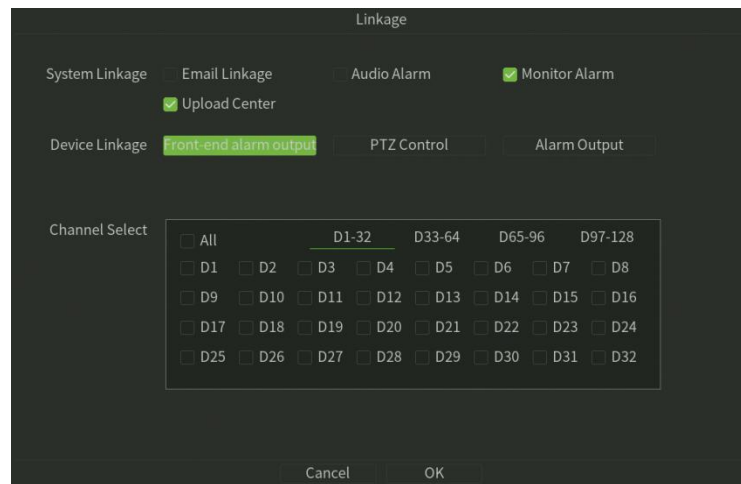 Linkage
System Linkage Email Linkage Audio Alarm Monitor Alarm
Upload Center
Device Linkage Front-end alarm output PTZ Control Alarm Output
Channel Select All D1-32 D33-64 D65-96 D97-128
D1 D2 D3 D4 D5 D6 D7 D8
D9 D10 D11 D12 D13 D14 D15 D16
D17 D18 D19 D20 D21 D22 D23 D24
D25 D26 D27 D28 D29 D30 D31 D32
Cancel OK